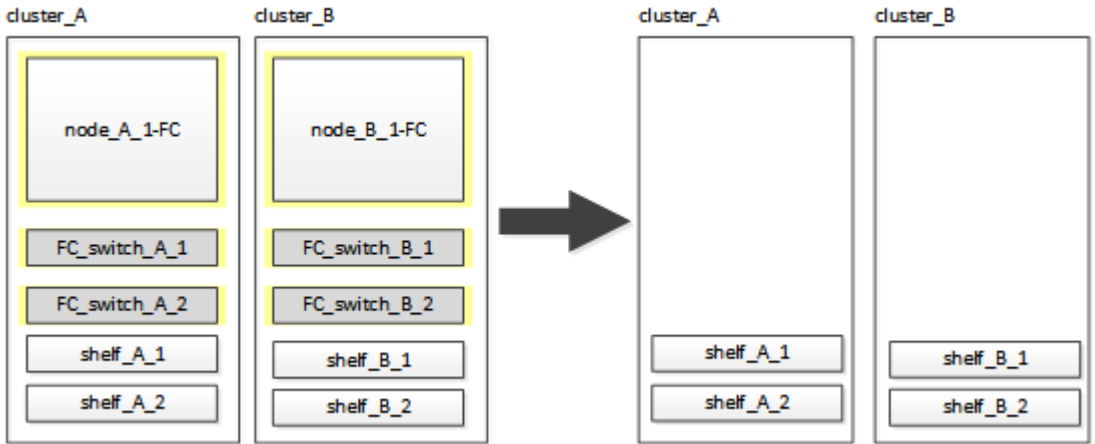 cluster_A
cluster_B
cluster_A
cluster_B
node_A_1-FC
node_B_1-FC
FC_switch_A_1
FC_switch_B_1
FC_switch_A_2
FC_switch_B_2
shelf_A_1
shelf_B_1
shelf_A_1
shelf_B_1
shelf_A_2
shelf_B_2
shelf_A_2
shelf_B_2